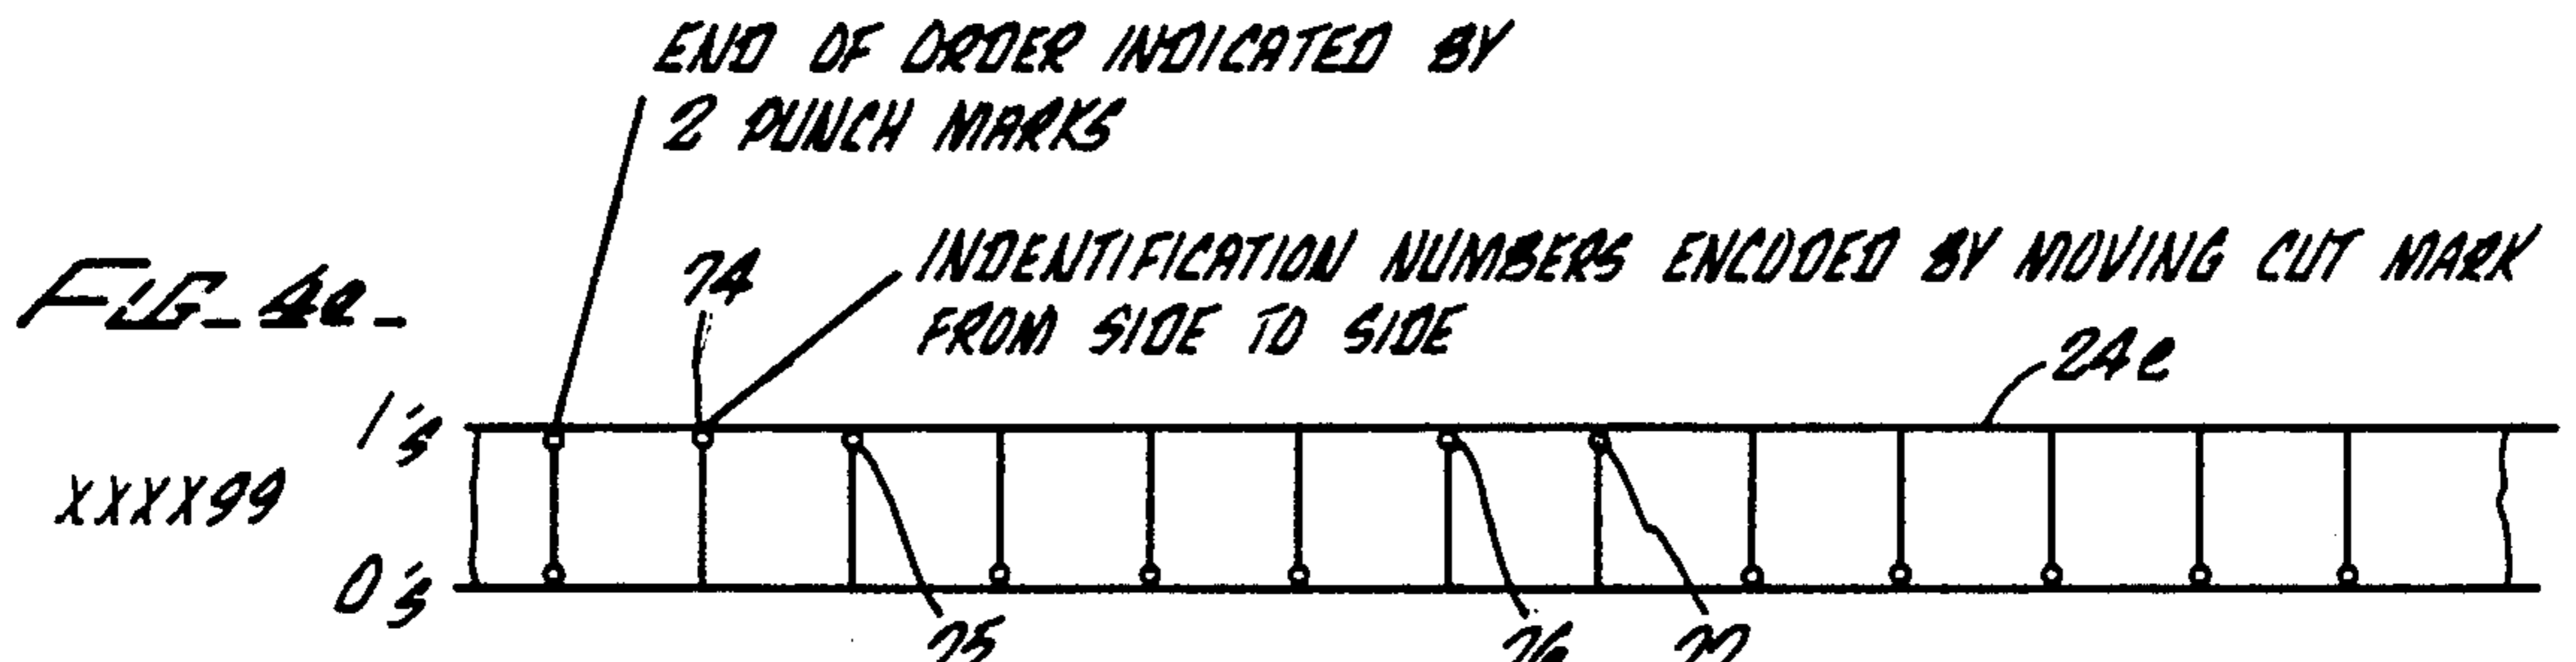 END OF ORDER INDICATED BY
2 PUNCH MARKS
FIG_4e_
74
INDENTIFICATION NUMBERS ENCODED BY MOVING CUT MARK
FROM SIDE TO SIDE
24e
1's
XXXX99
0's
75
76
77